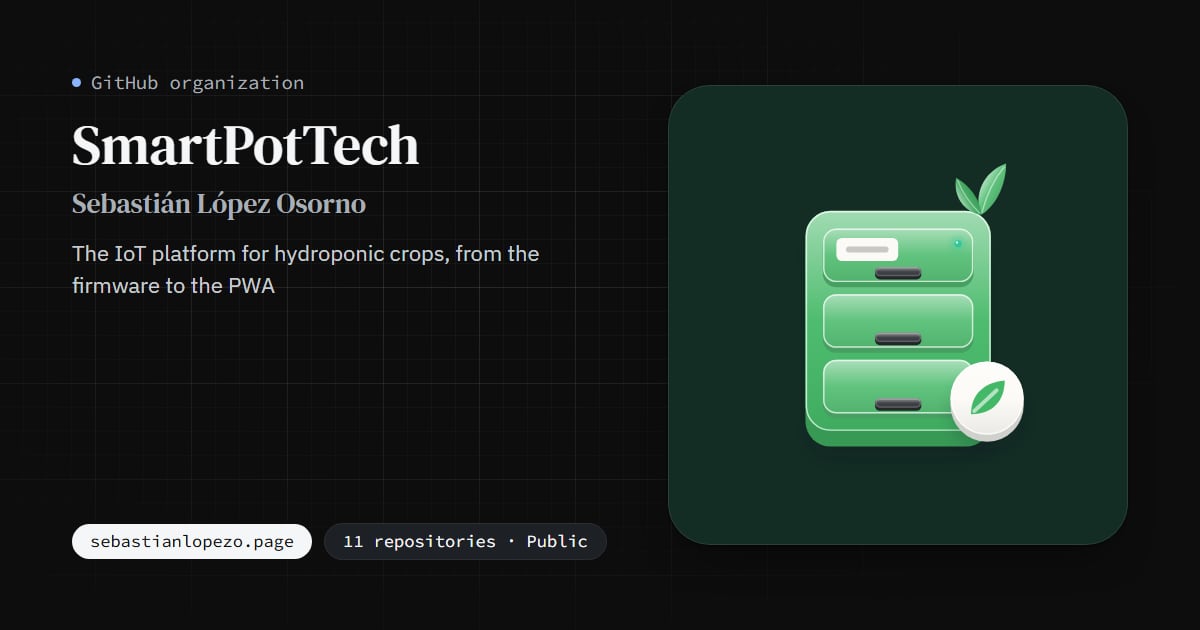 GitHub organization
SmartPotTech
Sebastián López Osorno
The IoT platform for hydroponic crops, from the
firmware to the PWA
sebastianlopezo.page
11 repositories · Public